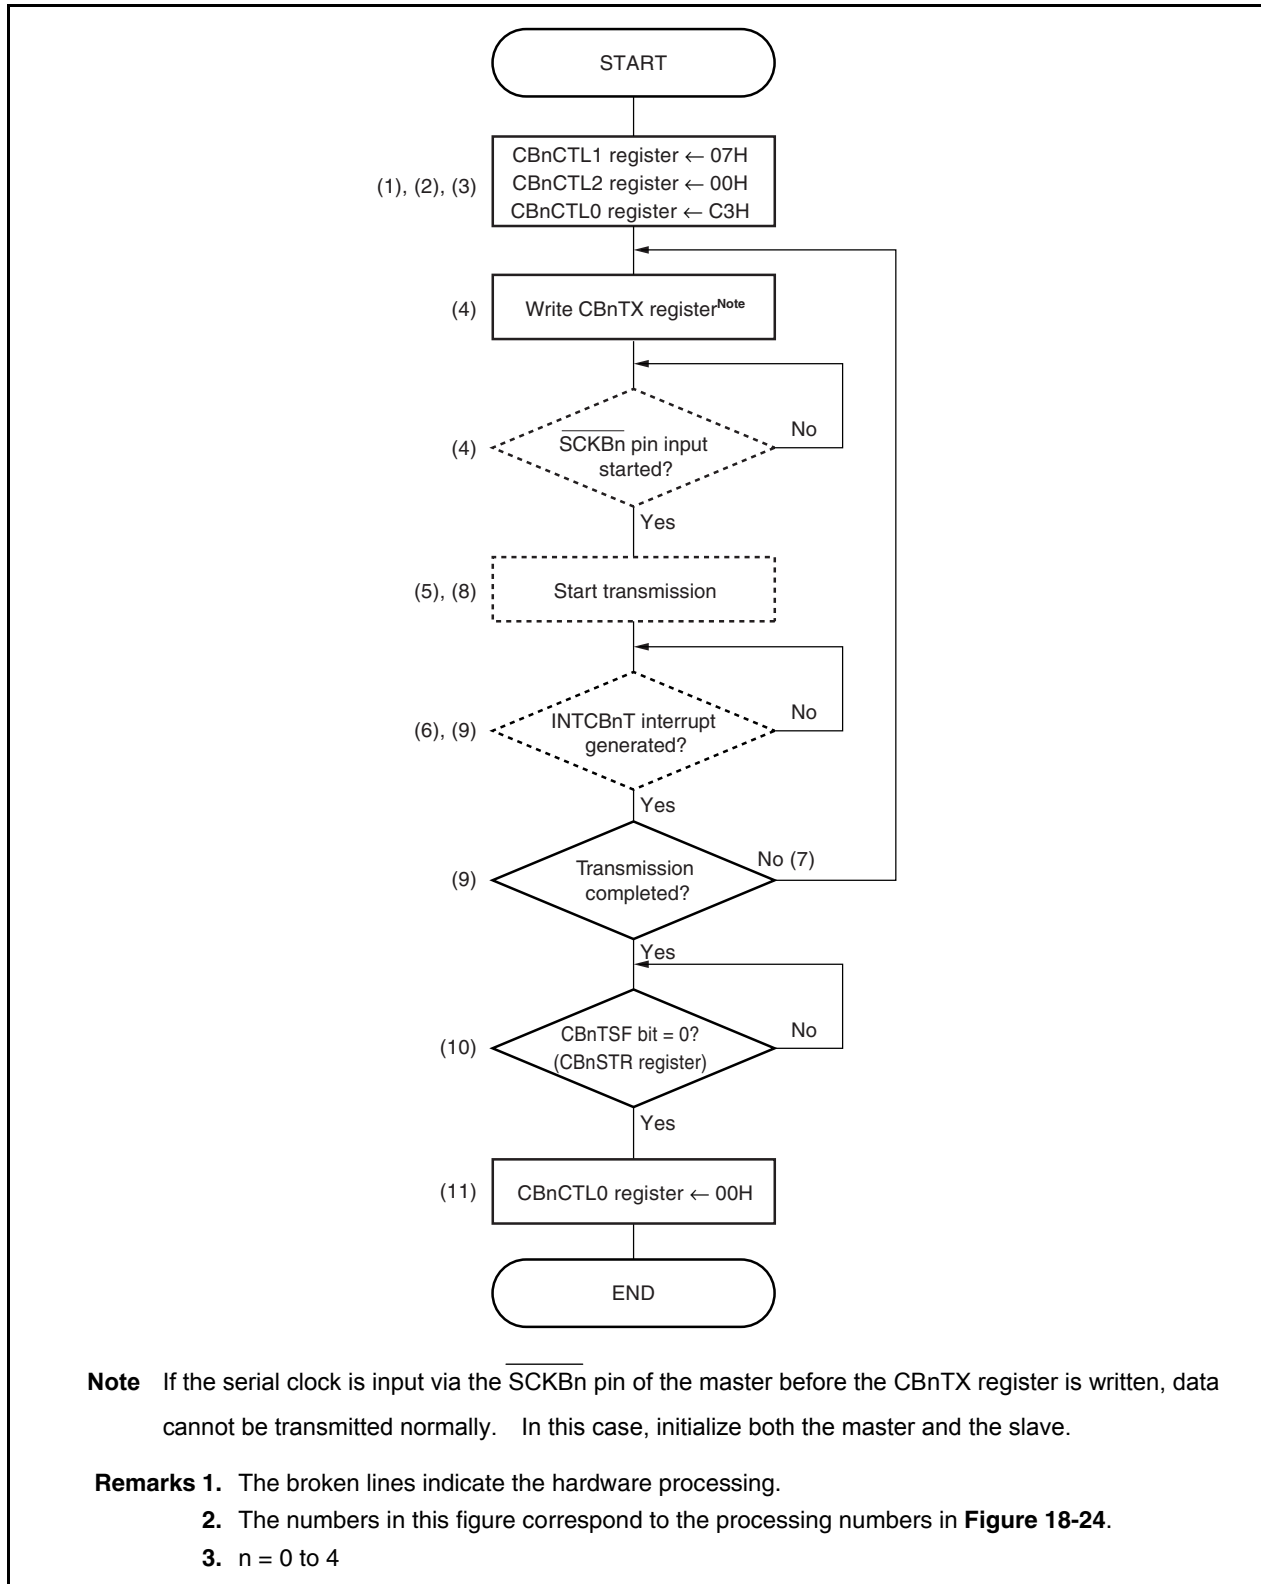 START
CBnCTL1 register ← 07H
CBnCTL2 register ← 00H
CBnCTL0 register ← C3H
(1), (2), (3)
(4)
Write CBnTX registerNote
(4)
SCKBn pin input
started?
No
Yes
(5), (8)
Start transmission
(6), (9)
INTCBnT interrupt
generated?
No
Yes
(9)
Transmission
completed?
No (7)
Yes
(10)
CBnTSF bit = 0?
(CBnSTR register)
No
Yes
(11)
CBnCTL0 register ← 00H
END
Note If the serial clock is input via the SCKBn pin of the master before the CBnTX register is written, data
cannot be transmitted normally. In this case, initialize both the master and the slave.
Remarks 1. The broken lines indicate the hardware processing.
2. The numbers in this figure correspond to the processing numbers in Figure 18-24.
3. n = 0 to 4